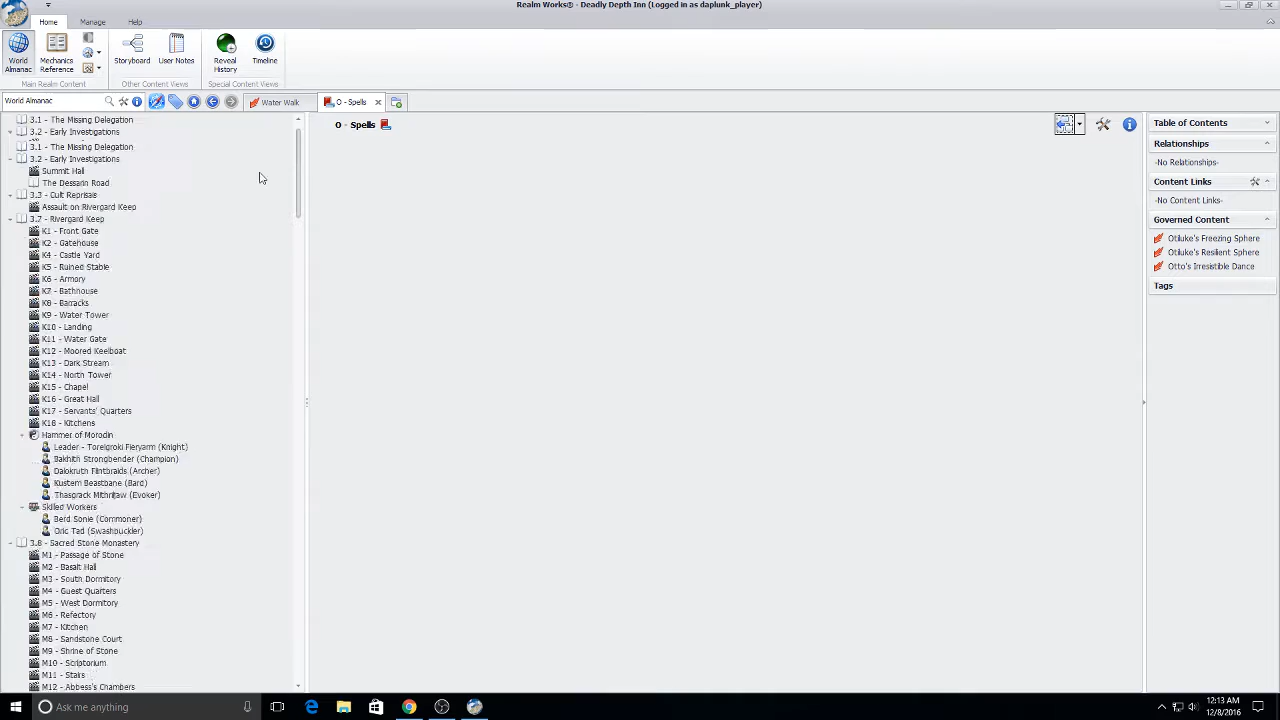 Realm Works® - Deadly Depth Inn (Logged in as daplunk_player)
Home
Manage
Help
World Almanac
Mechanics Reference
Storyboard
User Notes
Reveal History
Timeline
Main Realm Content
Other Content Views
Special Content Views
World Almanac
Water Walk
O - Spells
3.1 - The Missing Delegation
3.2 - Early Investigations
3.1 - The Missing Delegation
3.2 - Early Investigations
Summit Hall
The Dessarin Road
3.3 - Cult Reprisals
Assault on Rivergard Keep
3.7 - Rivergard Keep
K1 - Front Gate
K2 - Gatehouse
K4 - Castle Yard
K5 - Ruined Stable
K6 - Armory
K7 - Bathhouse
K8 - Barracks
K9 - Water Tower
K10 - Landing
K11 - Water Gate
K12 - Moored Keelboat
K13 - Dark Stream
K14 - North Tower
K15 - Chapel
K16 - Great Hall
K17 - Servants' Quarters
K18 - Kitchens
Hammer of Morodin
Leader - Toreigroki Fieryarm (Knight)
Bakhith Strongbender (Champion)
Dalokruth Flintbraids (Archer)
Kustem Beastbane (Bard)
Thasgrack Mithriljaw (Evoker)
Skilled Workers
Berd Sonie (Commoner)
Oric Tad (Swashbuckler)
3.8 - Sacred Stone Monastery
M1 - Passage of Stone
M2 - Basalt Hall
M3 - South Dormitory
M4 - Guest Quarters
M5 - West Dormitory
M6 - Refectory
M7 - Kitchen
M8 - Sandstone Court
M9 - Shrine of Stone
M10 - Scriptorium
M11 - Stairs
M12 - Abbess's Chambers
O - Spells
Table of Contents
Relationships
-No Relationships-
Content Links
-No Content Links-
Governed Content
Otiluke's Freezing Sphere
Otiluke's Resilient Sphere
Otto's Irresistible Dance
Tags
Ask me anything
12:13 AM
12/8/2016